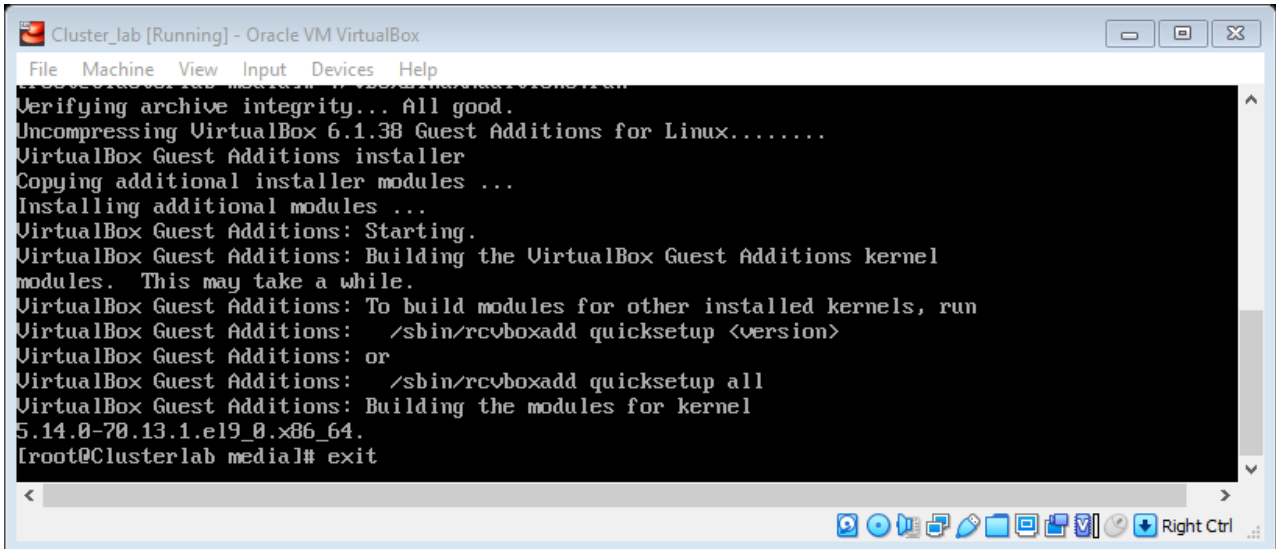 Cluster_lab [Running] - Oracle VM VirtualBox
File Machine View Input Devices Help
Verifying archive integrity... All good.
Uncompressing VirtualBox 6.1.38 Guest Additions for Linux........
VirtualBox Guest Additions installer
Copying additional installer modules ...
Installing additional modules ...
VirtualBox Guest Additions: Starting.
VirtualBox Guest Additions: Building the VirtualBox Guest Additions kernel
modules.  This may take a while.
VirtualBox Guest Additions: To build modules for other installed kernels, run
VirtualBox Guest Additions:   /sbin/rcvboxadd quicksetup <version>
VirtualBox Guest Additions: or
VirtualBox Guest Additions:   /sbin/rcvboxadd quicksetup all
VirtualBox Guest Additions: Building the modules for kernel
5.14.0-70.13.1.el9_0.x86_64.
[root@Clusterlab media]# exit
Right Ctrl